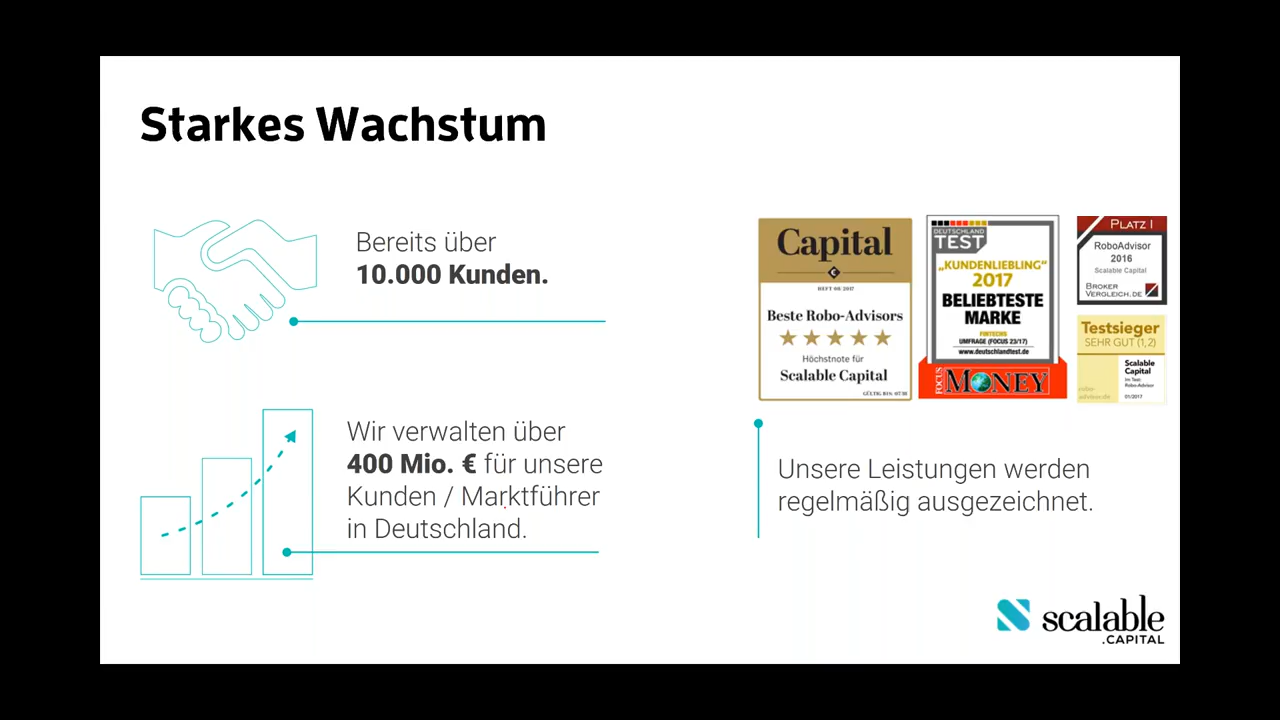 Starkes Wachstum
Bereits über
10.000 Kunden.
Wir verwalten über
400 Mio. € für unsere
Kunden / Marktführer
in Deutschland.
Capital
HEFT 08/2017
Beste Robo-Advisors
Höchstnote für
Scalable Capital
GÜLTIG BIS: 07/18
DEUTSCHLAND
TEST
„KUNDENLIEBLING“
2017
BELIEBTESTE
MARKE
FINTECHS
UMFRAGE (FOCUS 23/17)
www.deutschlandtest.de
FOCUS
MONEY
PLATZ 1
RoboAdvisor
2016
Scalable Capital
BROKER
VERGLEICH.DE
Testsieger
SEHR GUT (1,2)
Scalable
Capital
Im Test:
Robo-Advisor
robo-
advisor.de
01/2017
Unsere Leistungen werden
regelmäßig ausgezeichnet.
scalable
.CAPITAL